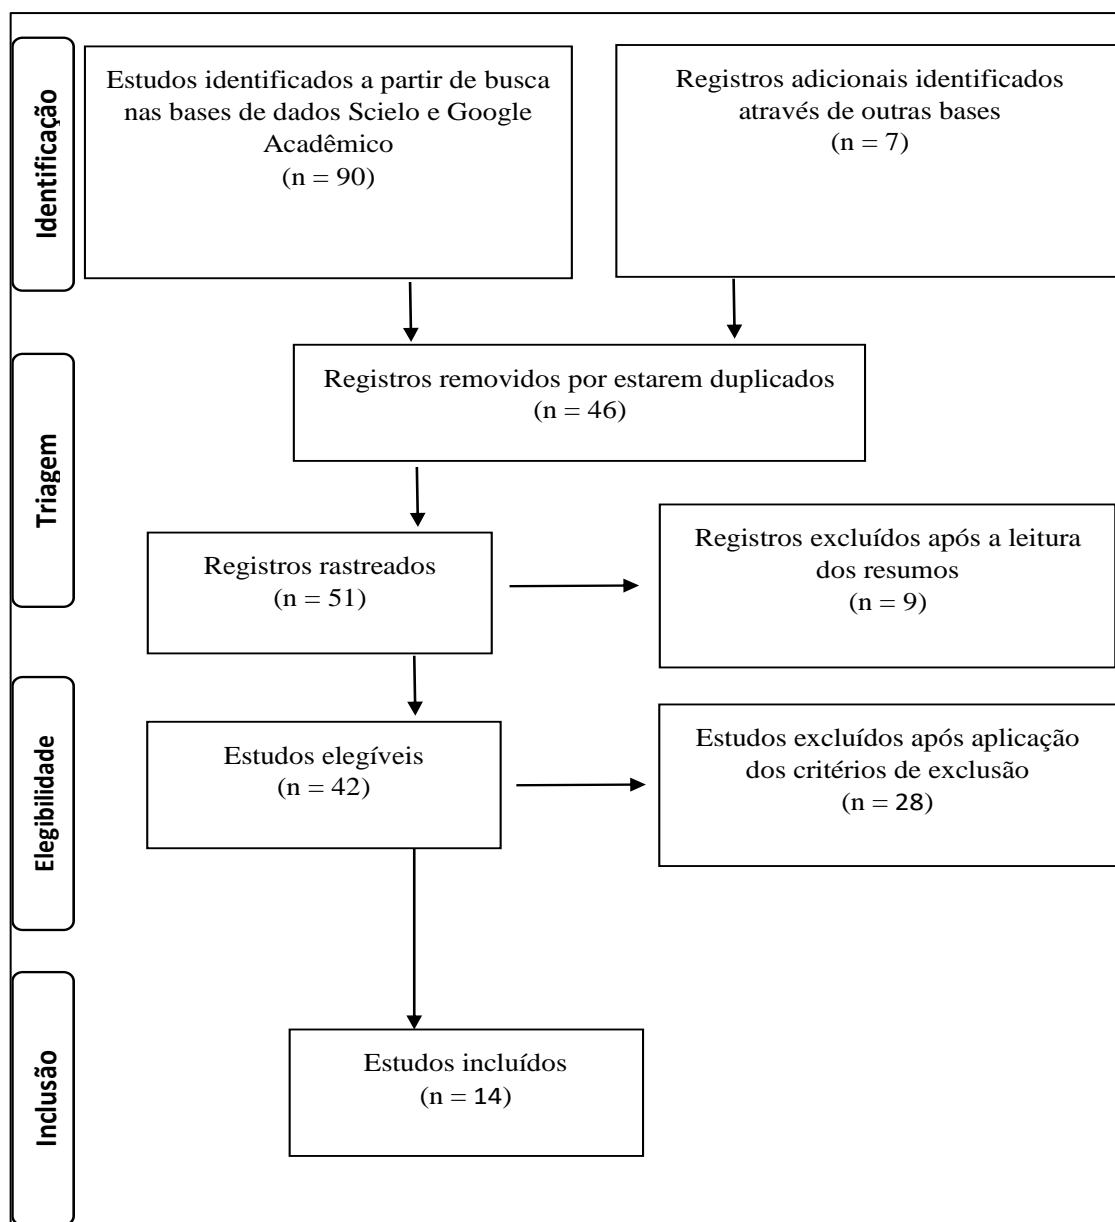 Identificação
Estudos identificados a partir de busca
nas bases de dados Scielo e Google
Acadêmico
(n = 90)
Registros adicionais identificados
através de outras bases
(n = 7)
Triagem
Registros removidos por estarem duplicados
(n = 46)
Registros rastreados
(n = 51)
Registros excluídos após a leitura
dos resumos
(n = 9)
Elegibilidade
Estudos elegíveis
(n = 42)
Estudos excluídos após aplicação
dos critérios de exclusão
(n = 28)
Inclusão
Estudos incluídos
(n = 14)